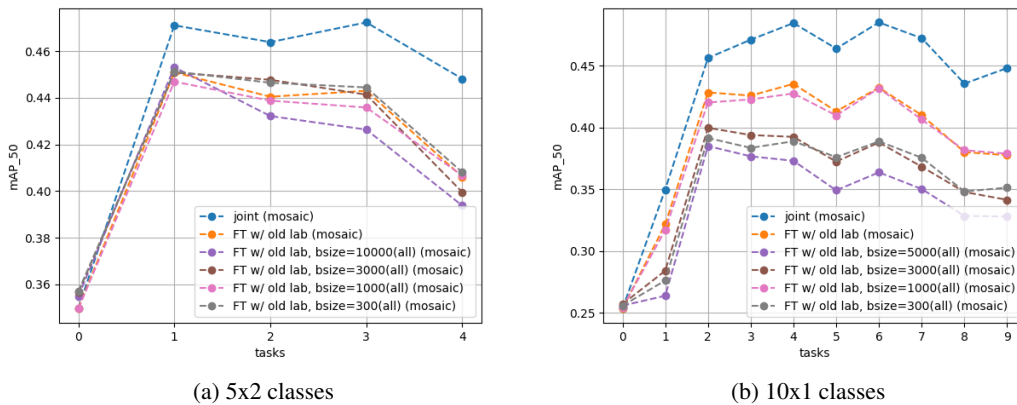 0.46
0.44
0.42
0.40
0.38
0.36
mAP_50
joint (mosaic)
FT w/ old lab (mosaic)
FT w/ old lab, bsize=10000(all) (mosaic)
FT w/ old lab, bsize=3000(all) (mosaic)
FT w/ old lab, bsize=1000(all) (mosaic)
FT w/ old lab, bsize=300(all) (mosaic)
0 1 2 3 4
tasks
(a) 5x2 classes
0.45
0.40
0.35
0.30
0.25
mAP_50
joint (mosaic)
FT w/ old lab (mosaic)
FT w/ old lab, bsize=5000(all) (mosaic)
FT w/ old lab, bsize=3000(all) (mosaic)
FT w/ old lab, bsize=1000(all) (mosaic)
FT w/ old lab, bsize=300(all) (mosaic)
0 1 2 3 4 5 6 7 8 9
tasks
(b) 10x1 classes